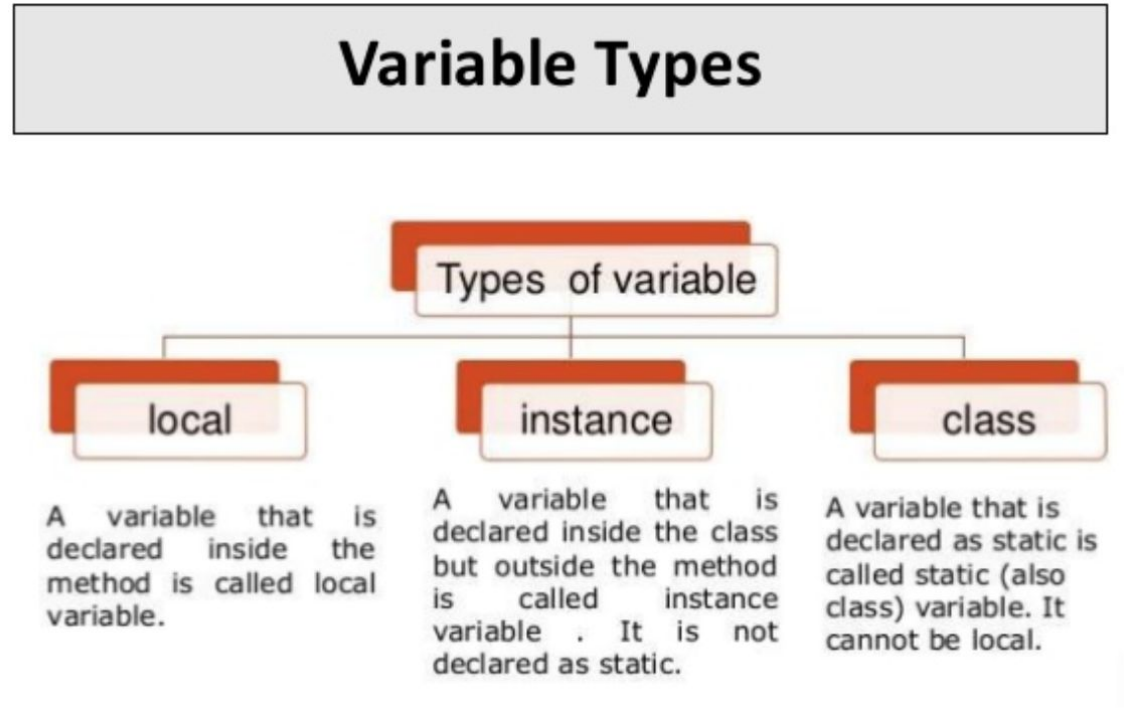 Variable Types
Types of variable
local
instance
class
A variable that is
declared inside the
method is called local
variable.
A variable that is
declared inside the class
but outside the method
is called instance
variable . It is not
declared as static.
A variable that is
declared as static is
called static (also
class) variable. It
cannot be local.